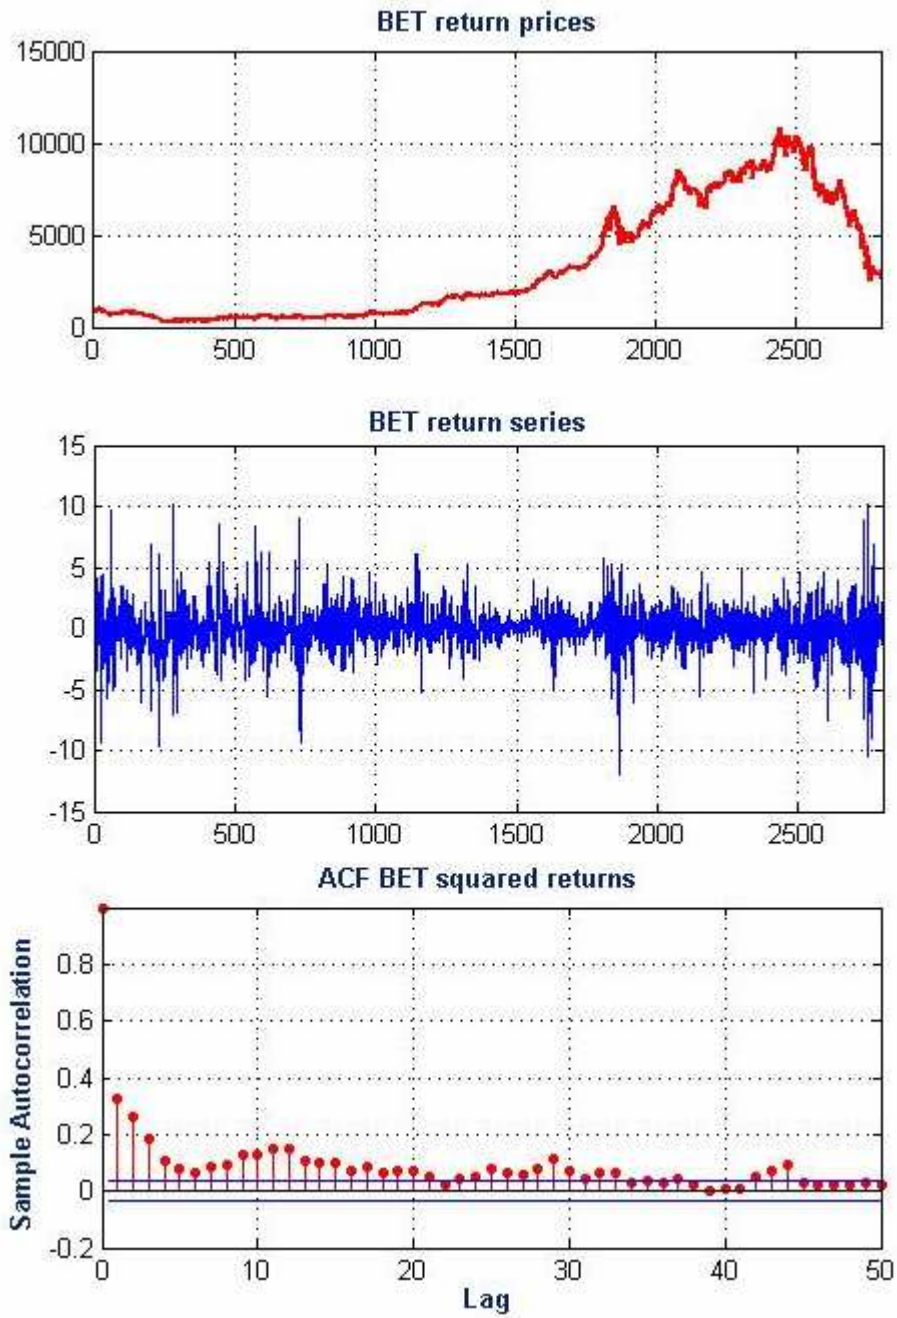 BET return prices
15000
10000
5000
0
0 500 1000 1500 2000 2500
BET return series
15
10
5
0
-5
-10
-15
0 500 1000 1500 2000 2500
ACF BET squared returns
Sample Autocorrelation
0.8
0.6
0.4
0.2
0
-0.2
0 10 20 30 40 50
Lag